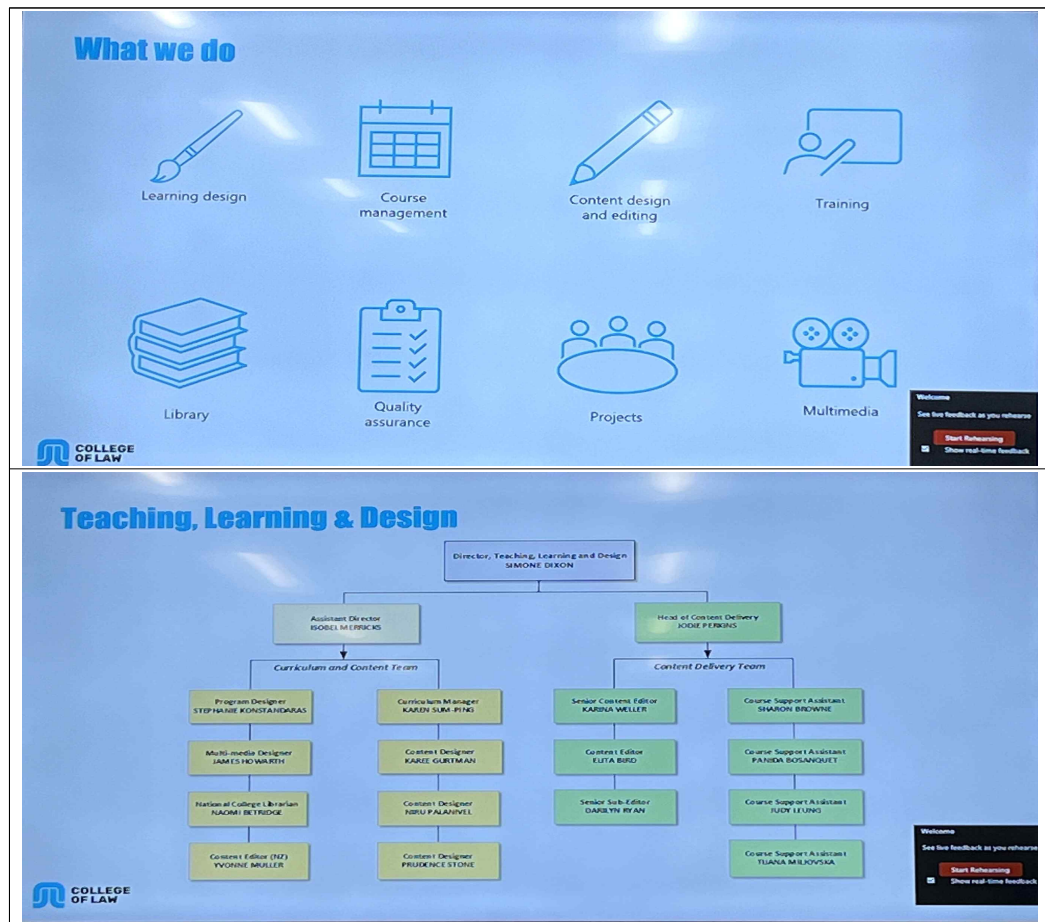 What we do
Learning design
Course
management
Content design
and editing
Training
Library
Quality
assurance
Projects
Multimedia
COLLEGE
OF LAW
Welcome
See live feedback as you rehearse
Start Rehearsing
Show real-time feedback
Teaching, Learning & Design
Director, Teaching, Learning and Design
SIMONE DIXON
Assistant Director
ISOBEL MERRICKS
Head of Content Delivery
JODIE PERKINS
Curriculum and Content Team
Content Delivery Team
Program Designer
STEPHANIE KONSTANDARAS
Curriculum Manager
KAREN SUM-PING
Senior Content Editor
KARINA WELLER
Course Support Assistant
SHARON BROWNE
Multi-media Designer
JAMES HOWARTH
Content Designer
KAREE GURTMAN
Content Editor
ELITA BIRD
Course Support Assistant
PANIDA BOSANQUET
National College Librarian
NAOMI BETRIDGE
Content Designer
NIRU PALANIVEL
Senior Sub-Editor
DARILYN RYAN
Course Support Assistant
JUDY LEUNG
Content Editor (NZ)
YVONNE MULLER
Content Designer
PRUDENCE STONE
Course Support Assistant
COLLEGE
OF LAW
Welcome
See live feedback as you rehearse
Start Rehearsing
Show real-time feedback